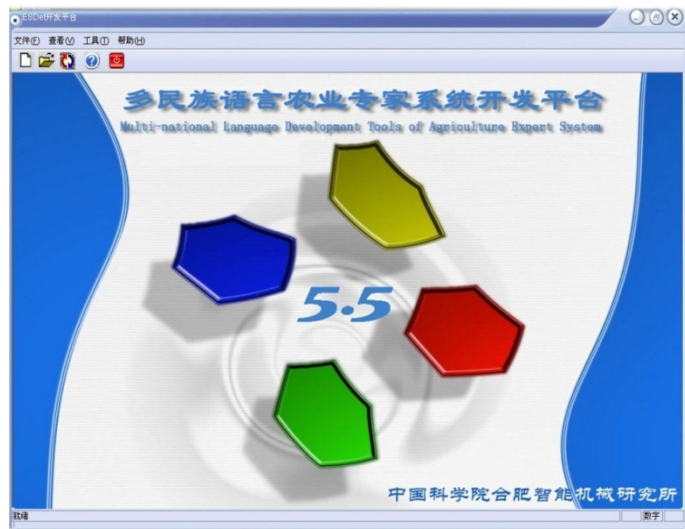 EBDet开发平台
文件(F) 查看(V) 工具(T) 帮助(H)
多民族语言农业专家系统开发平台
Multi-national Language Development Tools of Agriculture Expert System
5.5
中国科学院合肥智能机械研究所
就绪 数字